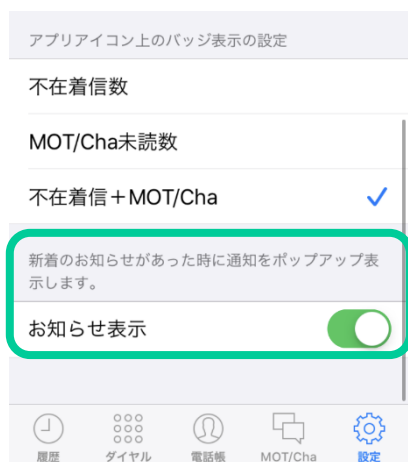 アプリアイコン上のバッジ表示の設定
不在着信数
MOT/Cha未読数
不在着信＋MOT/Cha
新着のお知らせがあった時に通知をポップアップ表
示します。
お知らせ表示
履歴 ダイヤル 電話帳 MOT/Cha 設定